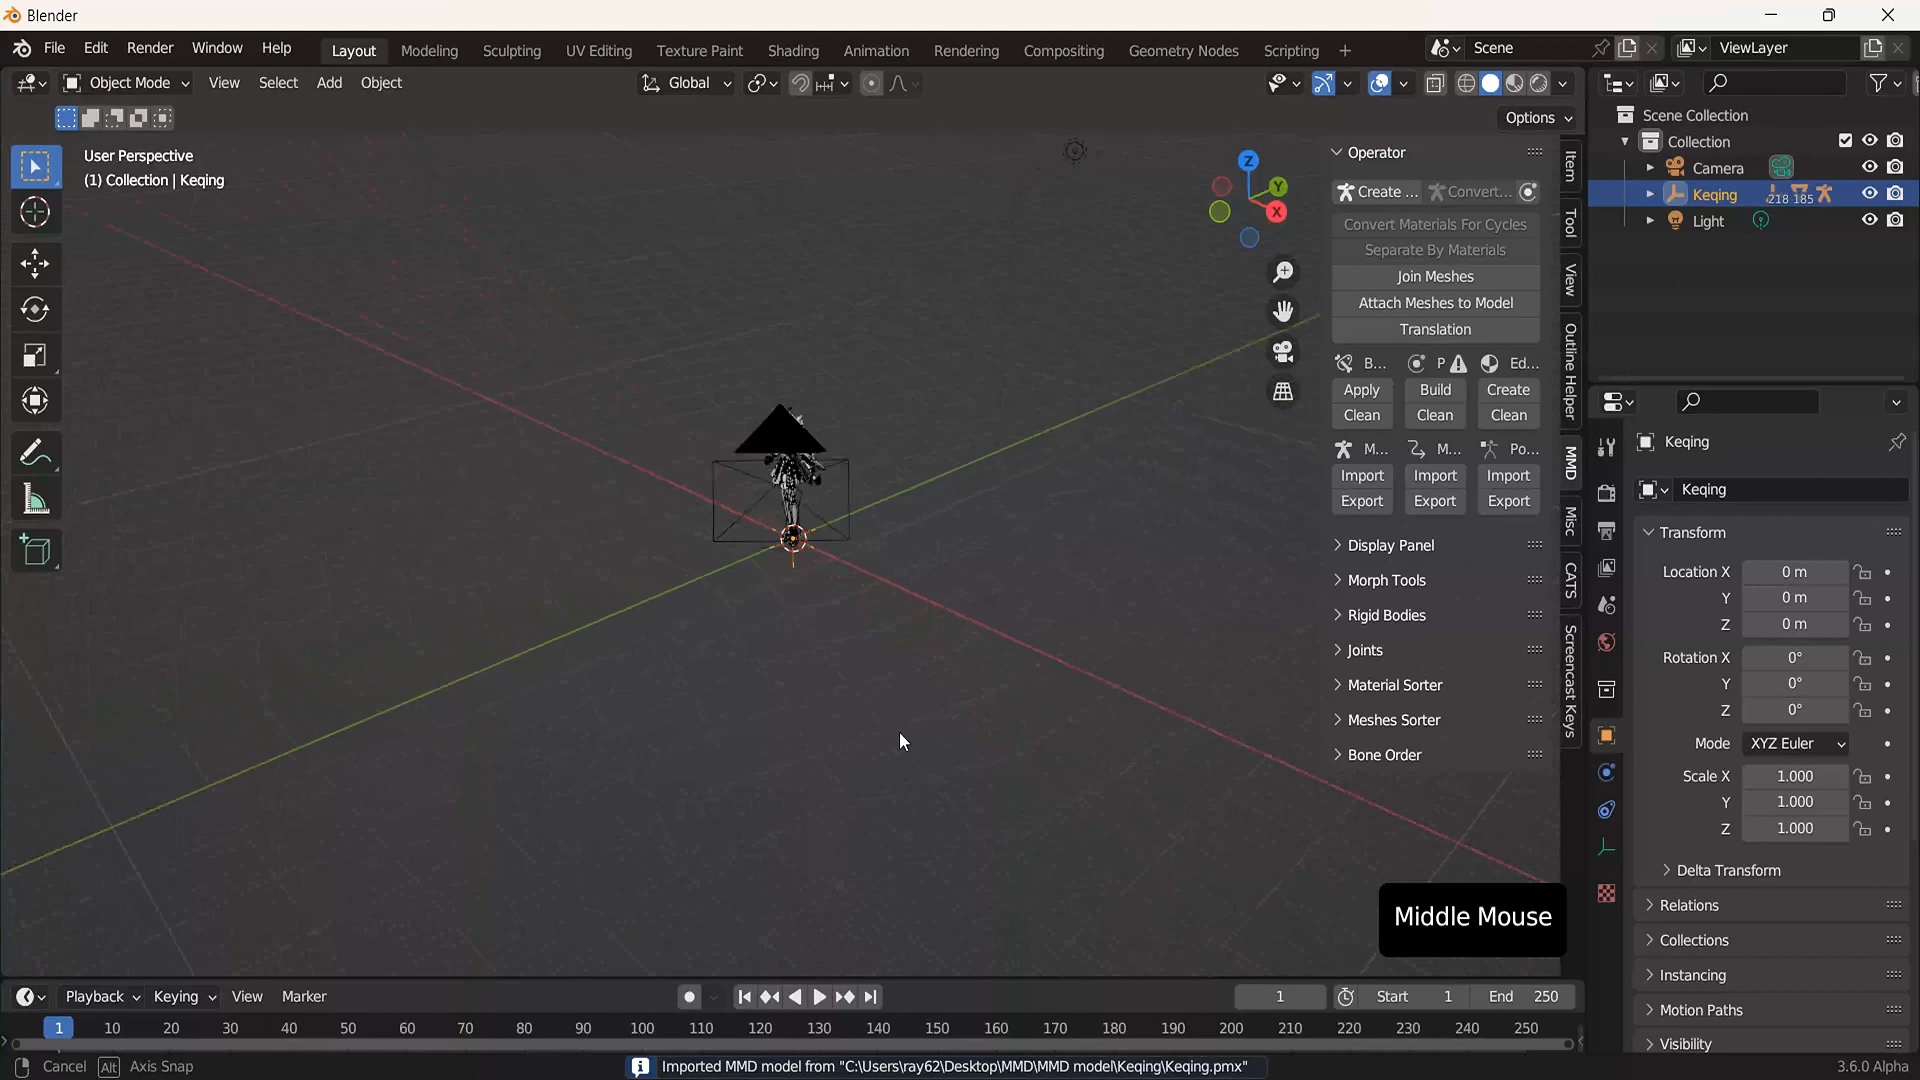 Blender
File Edit Render Window Help
Layout Modeling Sculpting UV Editing Texture Paint Shading Animation Rendering Compositing Geometry Nodes Scripting +
Scene
ViewLayer
Object Mode View Select Add Object
Global
Options
User Perspective
(1) Collection | Keqing
Z
Y
X
Operator
Create ... Convert...
Convert Materials For Cycles
Separate By Materials
Join Meshes
Attach Meshes to Model
Translation
B... P Ed...
Apply Build Create
Clean Clean Clean
M... M... Po...
Import Import Import
Export Export Export
Display Panel
Morph Tools
Rigid Bodies
Joints
Material Sorter
Meshes Sorter
Bone Order
Item
Tool
View
Outline Helper
MMD
Misc
CATS
Screencast Keys
Scene Collection
Collection
Camera
Keqing 218 185
Light
Keqing
Keqing
Transform
Location X 0 m
Y 0 m
Z 0 m
Rotation X 0°
Y 0°
Z 0°
Mode XYZ Euler
Scale X 1.000
Y 1.000
Z 1.000
Delta Transform
Relations
Collections
Instancing
Motion Paths
Visibility
Middle Mouse
Playback Keying View Marker
1
Start 1 End 250
1 10 20 30 40 50 60 70 80 90 100 110 120 130 140 150 160 170 180 190 200 210 220 230 240 250
Cancel Alt Axis Snap
Imported MMD model from "C:\Users\ray62\Desktop\MMD\MMD model\Keqing\Keqing.pmx"
3.6.0 Alpha